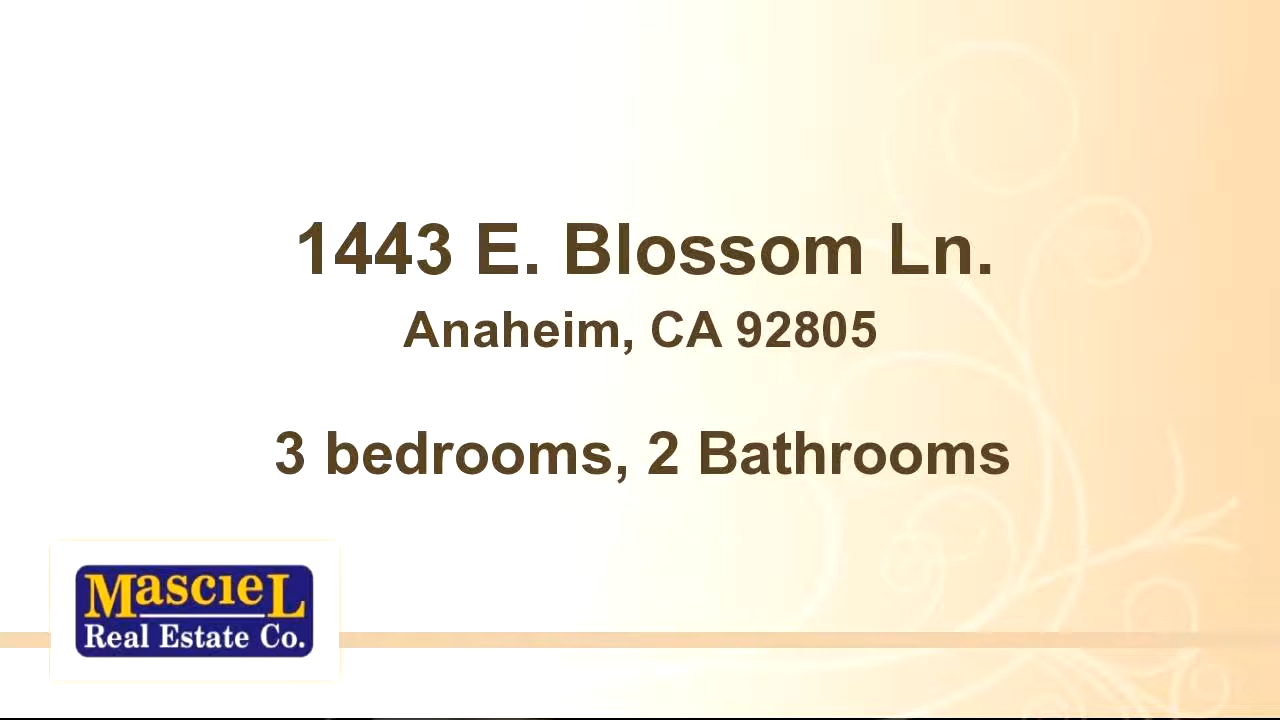 1443 E. Blossom Ln.
Anaheim, CA 92805
3 bedrooms, 2 Bathrooms
Masciel
Real Estate Co.